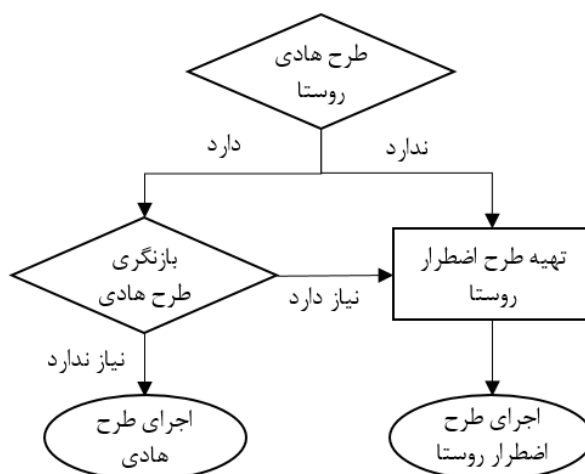 طرح هادی
روستا
ندارد
دارد
بازنگری
طرح هادی
نیاز دارد
تهیه طرح اضطرار
روستا
نیاز ندارد
اجرای طرح
هادی
اجرای طرح
اضطرار روستا